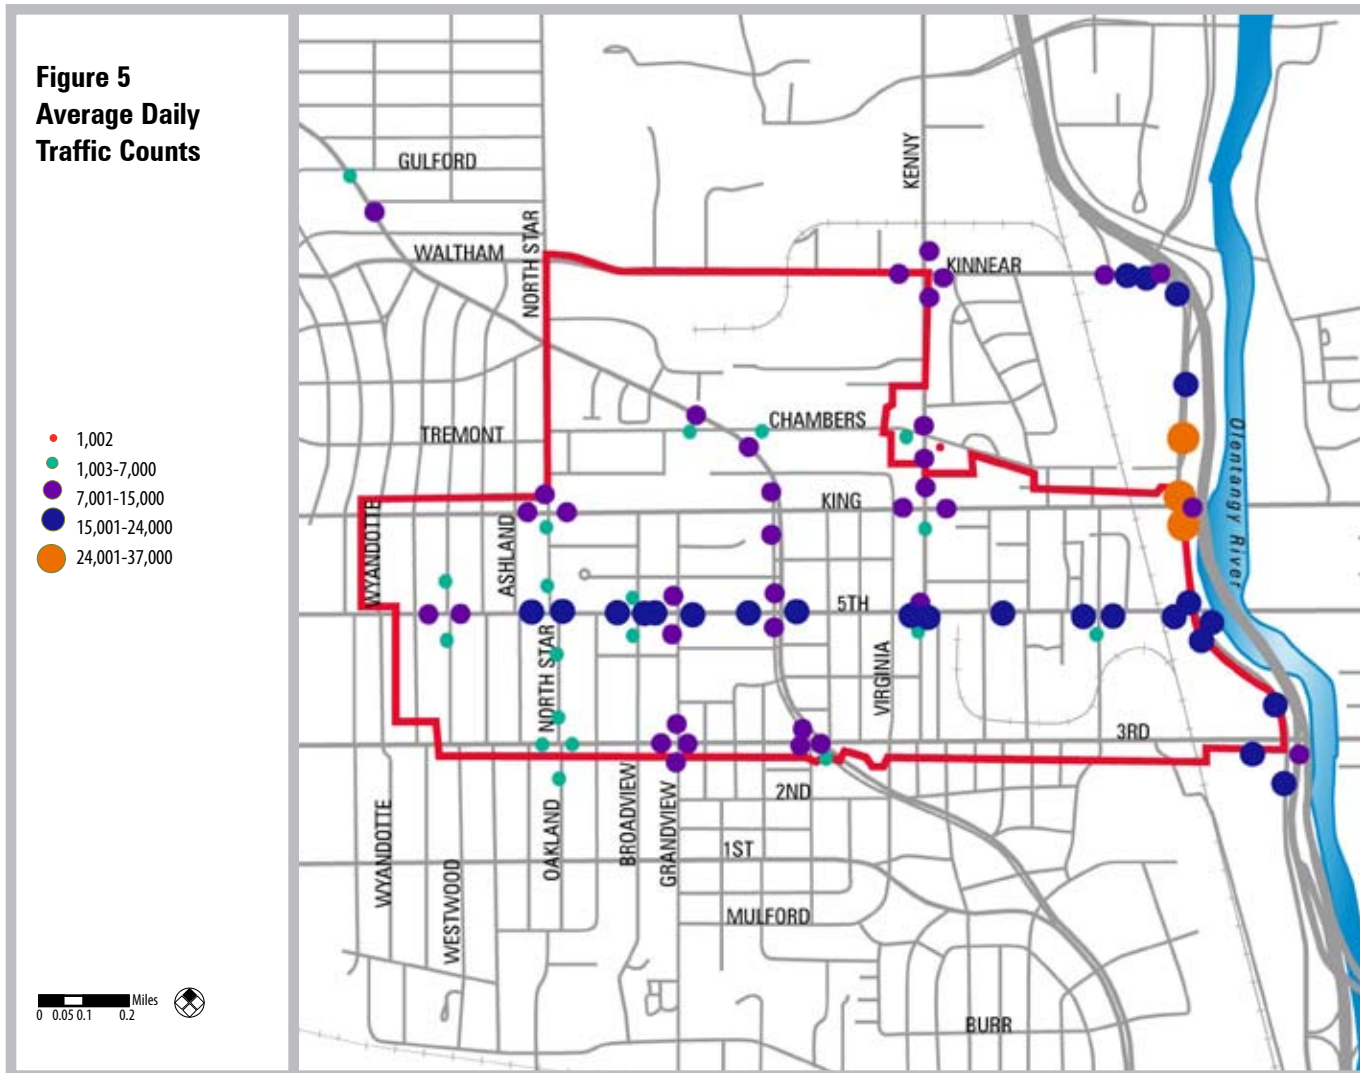 Figure 5
Average Daily
Traffic Counts
1,002
1,003-7,000
7,001-15,000
15,001-24,000
24,001-37,000
Miles
0 0.05 0.1 0.2
GULFORD
WALTHAM
NORTH STAR
KENNY
KINNEAR
TREMONT
CHAMBERS
KING
WYANDOTTE
ASHLAND
5TH
Olentangy River
NORTH STAR
VIRGINIA
3RD
2ND
1ST
WYANDOTTE
WESTWOOD
OAKLAND
BROADVIEW
GRANDVIEW
MULFORD
BURR